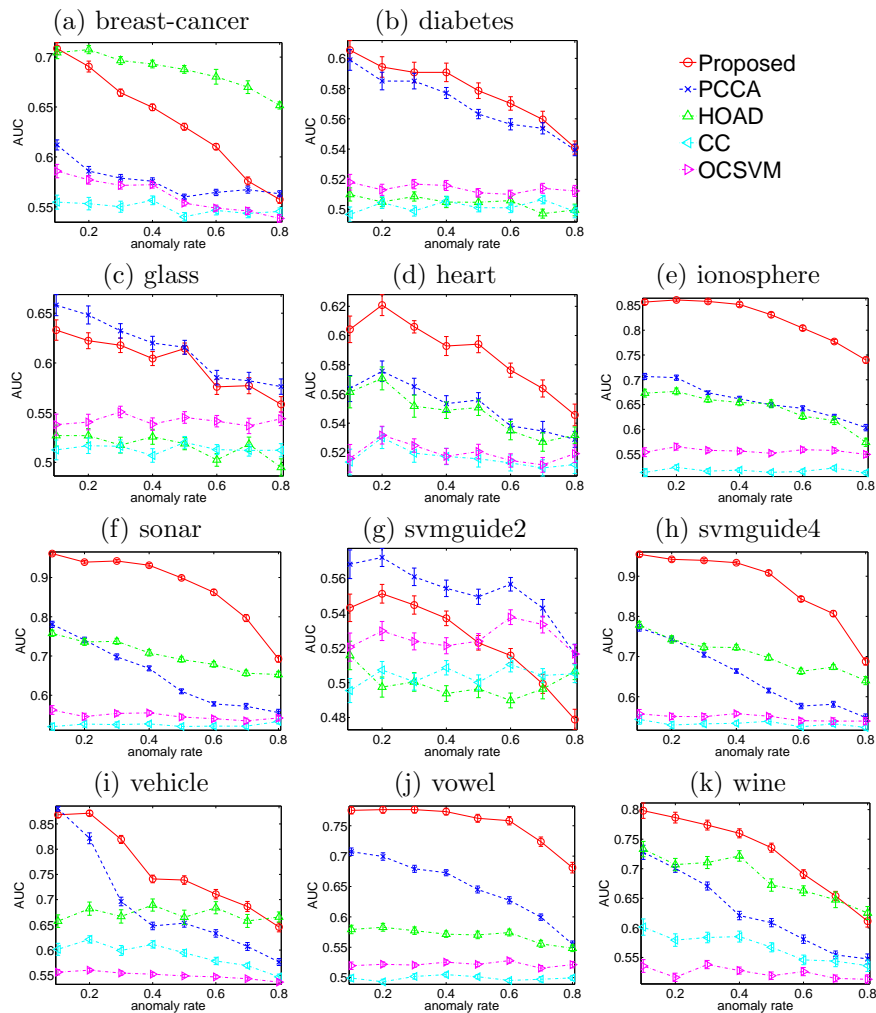 (a) breast-cancer
(b) diabetes
0.7
0.65
0.6
0.55
AUC
0.2 0.4 0.6 0.8
anomaly rate
0.6
0.58
0.56
0.54
0.52
0.5
AUC
0.2 0.4 0.6 0.8
anomaly rate
Proposed
PCCA
HOAD
CC
OCSVM
(c) glass
(d) heart
(e) ionosphere
0.65
0.6
0.55
0.5
AUC
0.2 0.4 0.6 0.8
anomaly rate
0.62
0.6
0.58
0.56
0.54
0.52
AUC
0.2 0.4 0.6 0.8
anomaly rate
0.85
0.8
0.75
0.7
0.65
0.6
0.55
AUC
0.2 0.4 0.6 0.8
anomaly rate
(f) sonar
(g) svmguide2
(h) svmguide4
0.9
0.8
0.7
0.6
AUC
0.2 0.4 0.6 0.8
anomaly rate
0.56
0.54
0.52
0.5
0.48
AUC
0.2 0.4 0.6 0.8
anomaly rate
0.9
0.8
0.7
0.6
AUC
0.2 0.4 0.6 0.8
anomaly rate
(i) vehicle
(j) vowel
(k) wine
0.85
0.8
0.75
0.7
0.65
0.6
0.55
AUC
0.2 0.4 0.6 0.8
anomaly rate
0.75
0.7
0.65
0.6
0.55
0.5
AUC
0.2 0.4 0.6 0.8
anomaly rate
0.8
0.75
0.7
0.65
0.6
0.55
AUC
0.2 0.4 0.6 0.8
anomaly rate